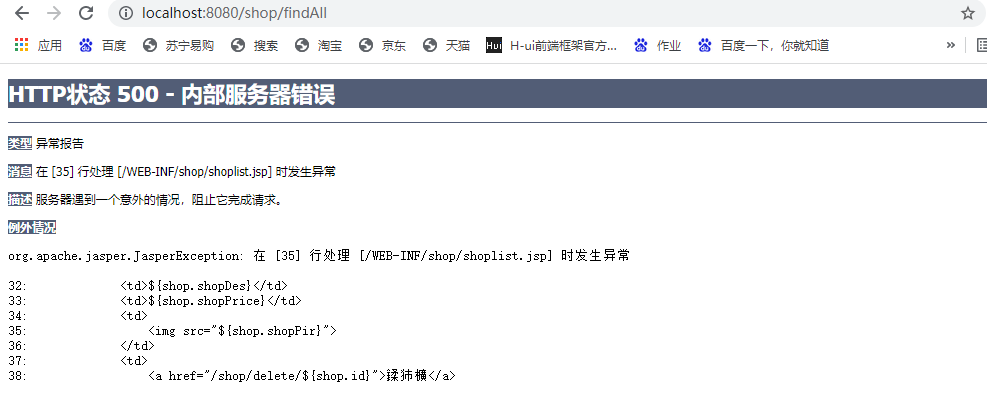 localhost:8080/shop/findAll
应用 百度 苏宁易购 搜索 淘宝 京东 天猫 Hui H-ui前端框架官方... 作业 百度一下，你就知道 »
HTTP状态 500 - 内部服务器错误
类型 异常报告
消息 在 [35] 行处理 [/WEB-INF/shop/shoplist.jsp] 时发生异常
描述 服务器遇到一个意外的情况，阻止它完成请求。
例外情况
org.apache.jasper.JasperException: 在 [35] 行处理 [/WEB-INF/shop/shoplist.jsp] 时发生异常
32: <td>${shop.shopDes}</td>
33: <td>${shop.shopPrice}</td>
34: <td>
35: <img src="${shop.shopPir}">
36: </td>
37: <td>
38: <a href="/shop/delete/${shop.id}"></a>